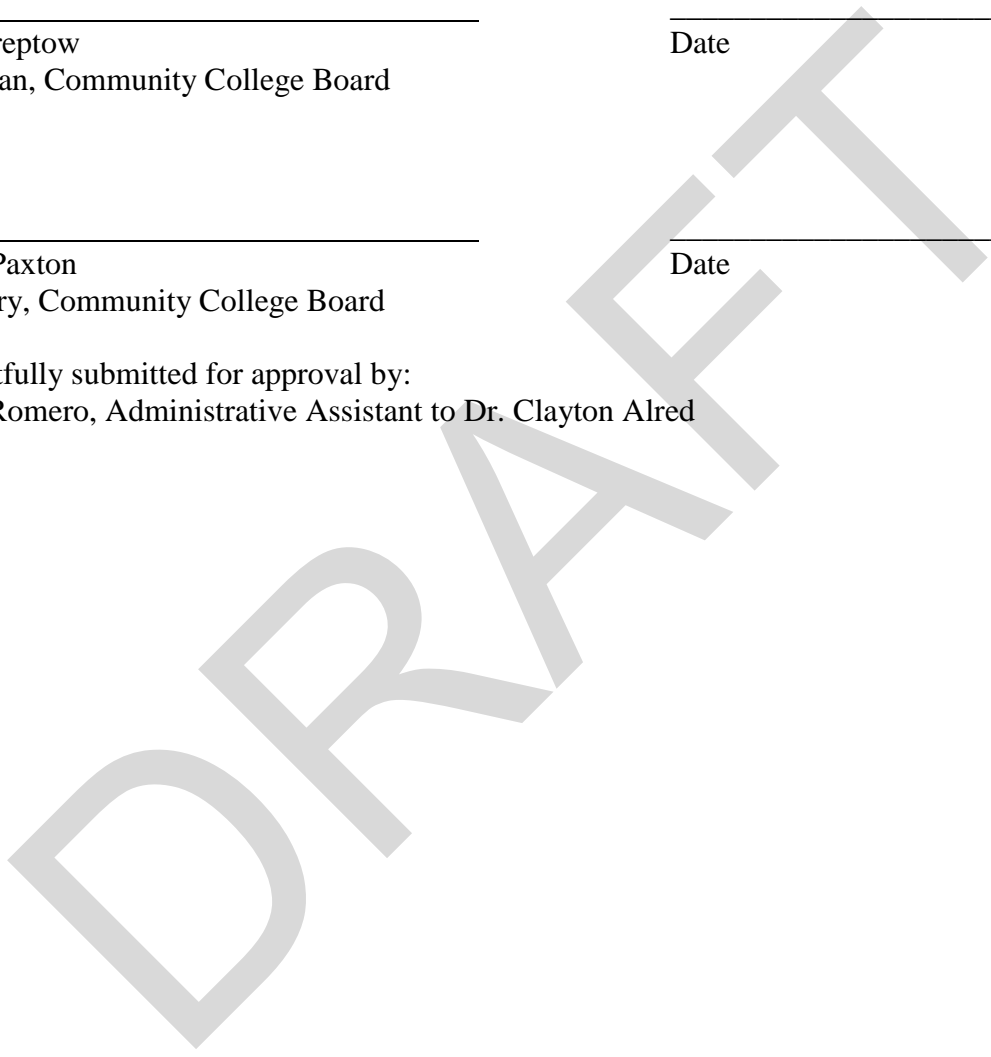 reptow Date
an, Community College Board
Paxton Date
ry, Community College Board
tfully submitted for approval by:
Romero, Administrative Assistant to Dr. Clayton Alred
DRAFT